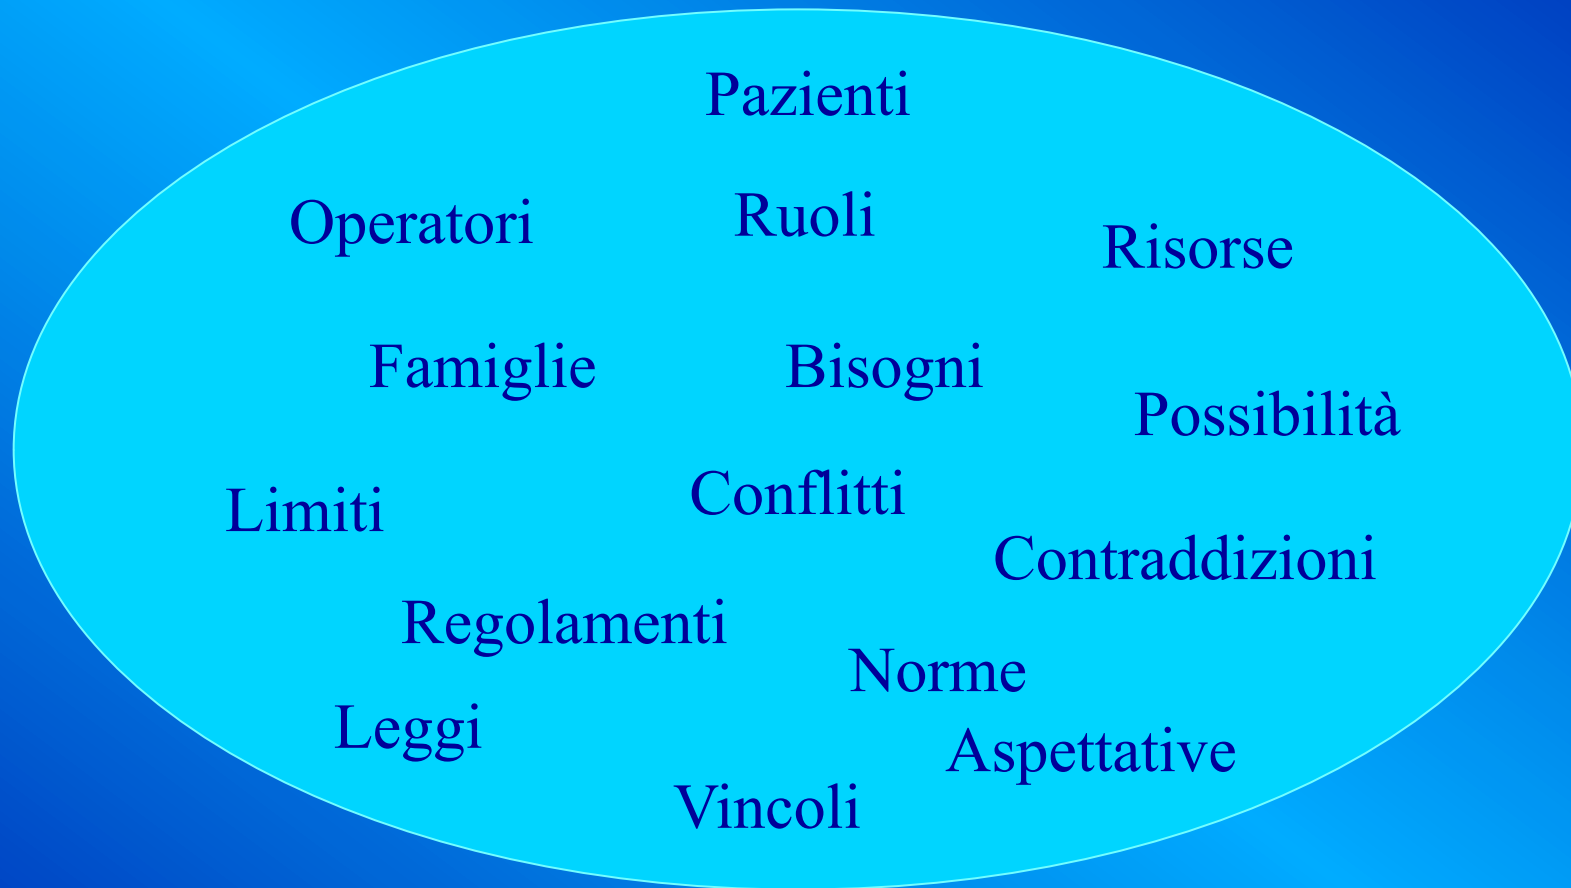 Pazienti
Ruoli
Operatori
Risorse
Famiglie
Bisogni
Possibilità
Conflitti
Limiti
Contraddizioni
Regolamenti
Norme
Leggi
Aspettative
Vincoli